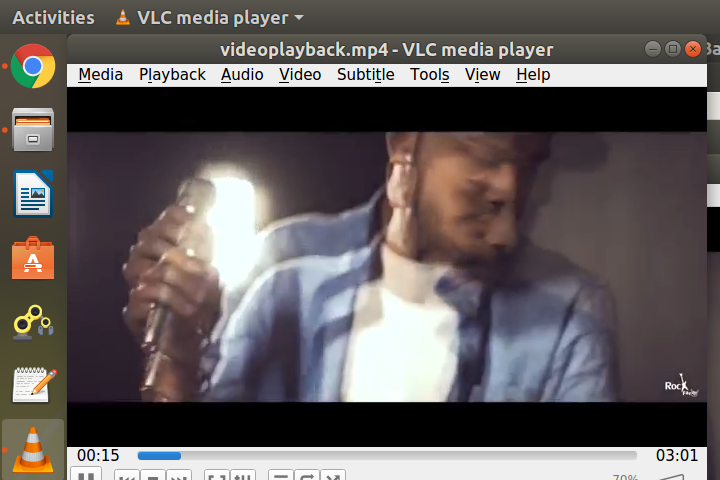 Activities
VLC media player
videoplayback.mp4 - VLC media player
Media Playback Audio Video Subtitle Tools View Help
Rock
00:15
03:01
70%